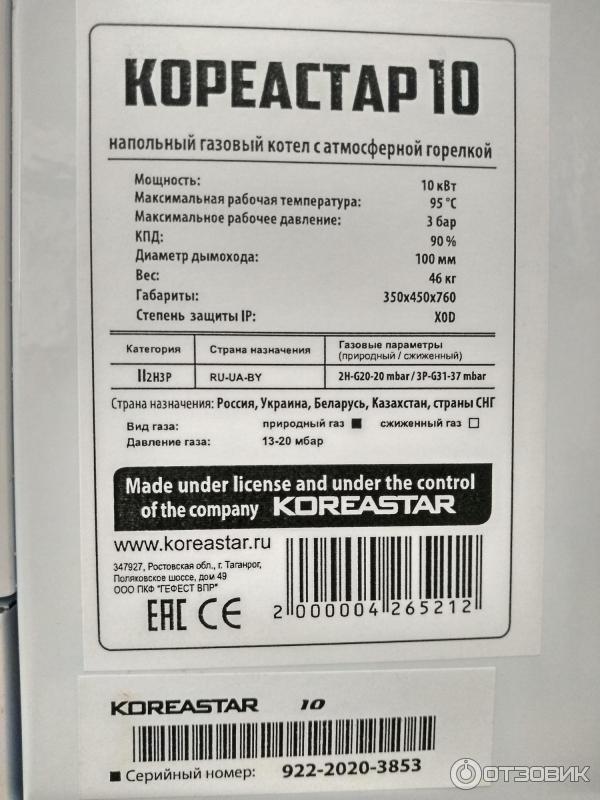 КОРЕАСТАР 10
напольный газовый котел с атмосферной горелкой
Мощность: 10 кВт
Максимальная рабочая температура: 95 °С
Максимальное рабочее давление: 3 бар
КПД: 90 %
Диаметр дымохода: 100 мм
Вес: 46 кг
Габариты: 350x450x760
Степень защиты IP: X0D
Категория Страна назначения Газовые параметры
(природный / сжиженный)
II2H3P RU-UA-BY 2H-G20-20 mbar / 3P-G31-37 mbar
Страна назначения: Россия, Украина, Беларусь, Казахстан, страны СНГ
Вид газа: природный газ ■ сжиженный газ □
Давление газа: 13-20 мбар
Made under license and under the control
of the company KOREASTAR
www.koreastar.ru
347927, Ростовская обл., г. Таганрог,
Поляковское шоссе, дом 49
ООО ПКФ "ГЕФЕСТ ВПР"
EAC CE
2 000004 265212
KOREASTAR 10
■ Серийный номер: 922-2020-3853
ОТЗОВИК